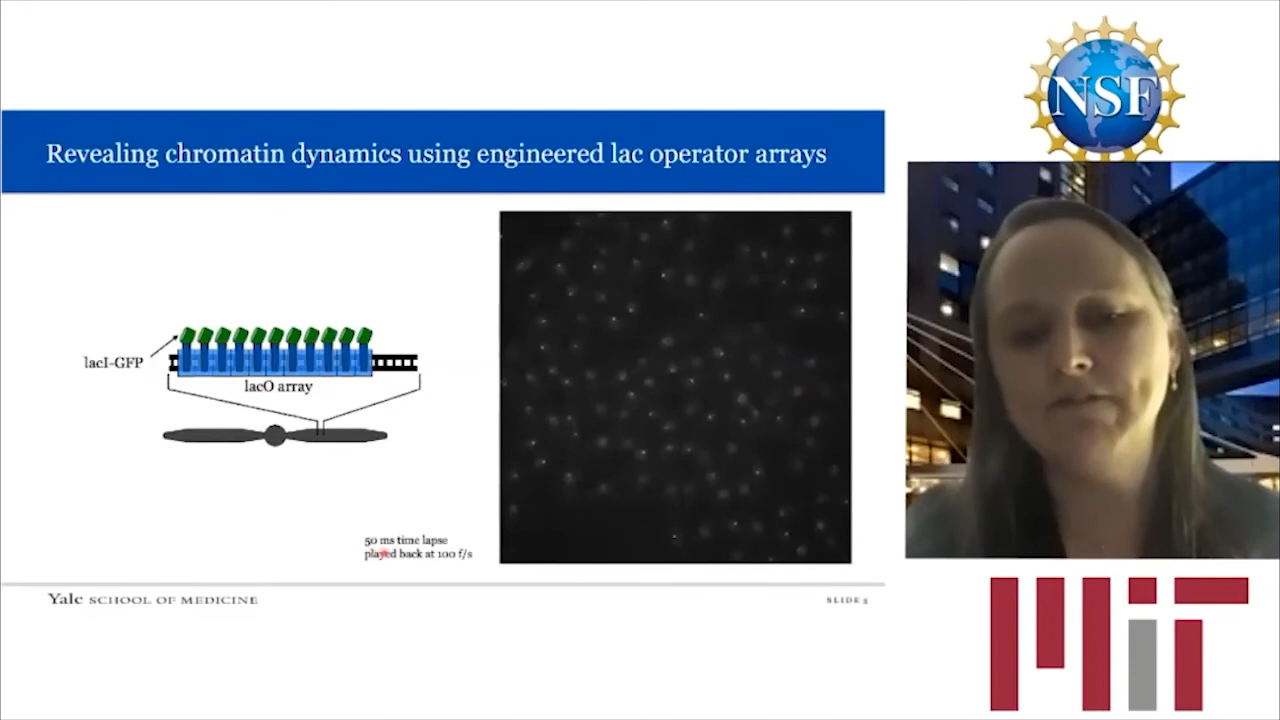 NSF
Revealing chromatin dynamics using engineered lac operator arrays
lacI-GFP
lacO array
50 ms time lapse
played back at 100 f/s
Yale SCHOOL OF MEDICINE
SLIDE
MIT